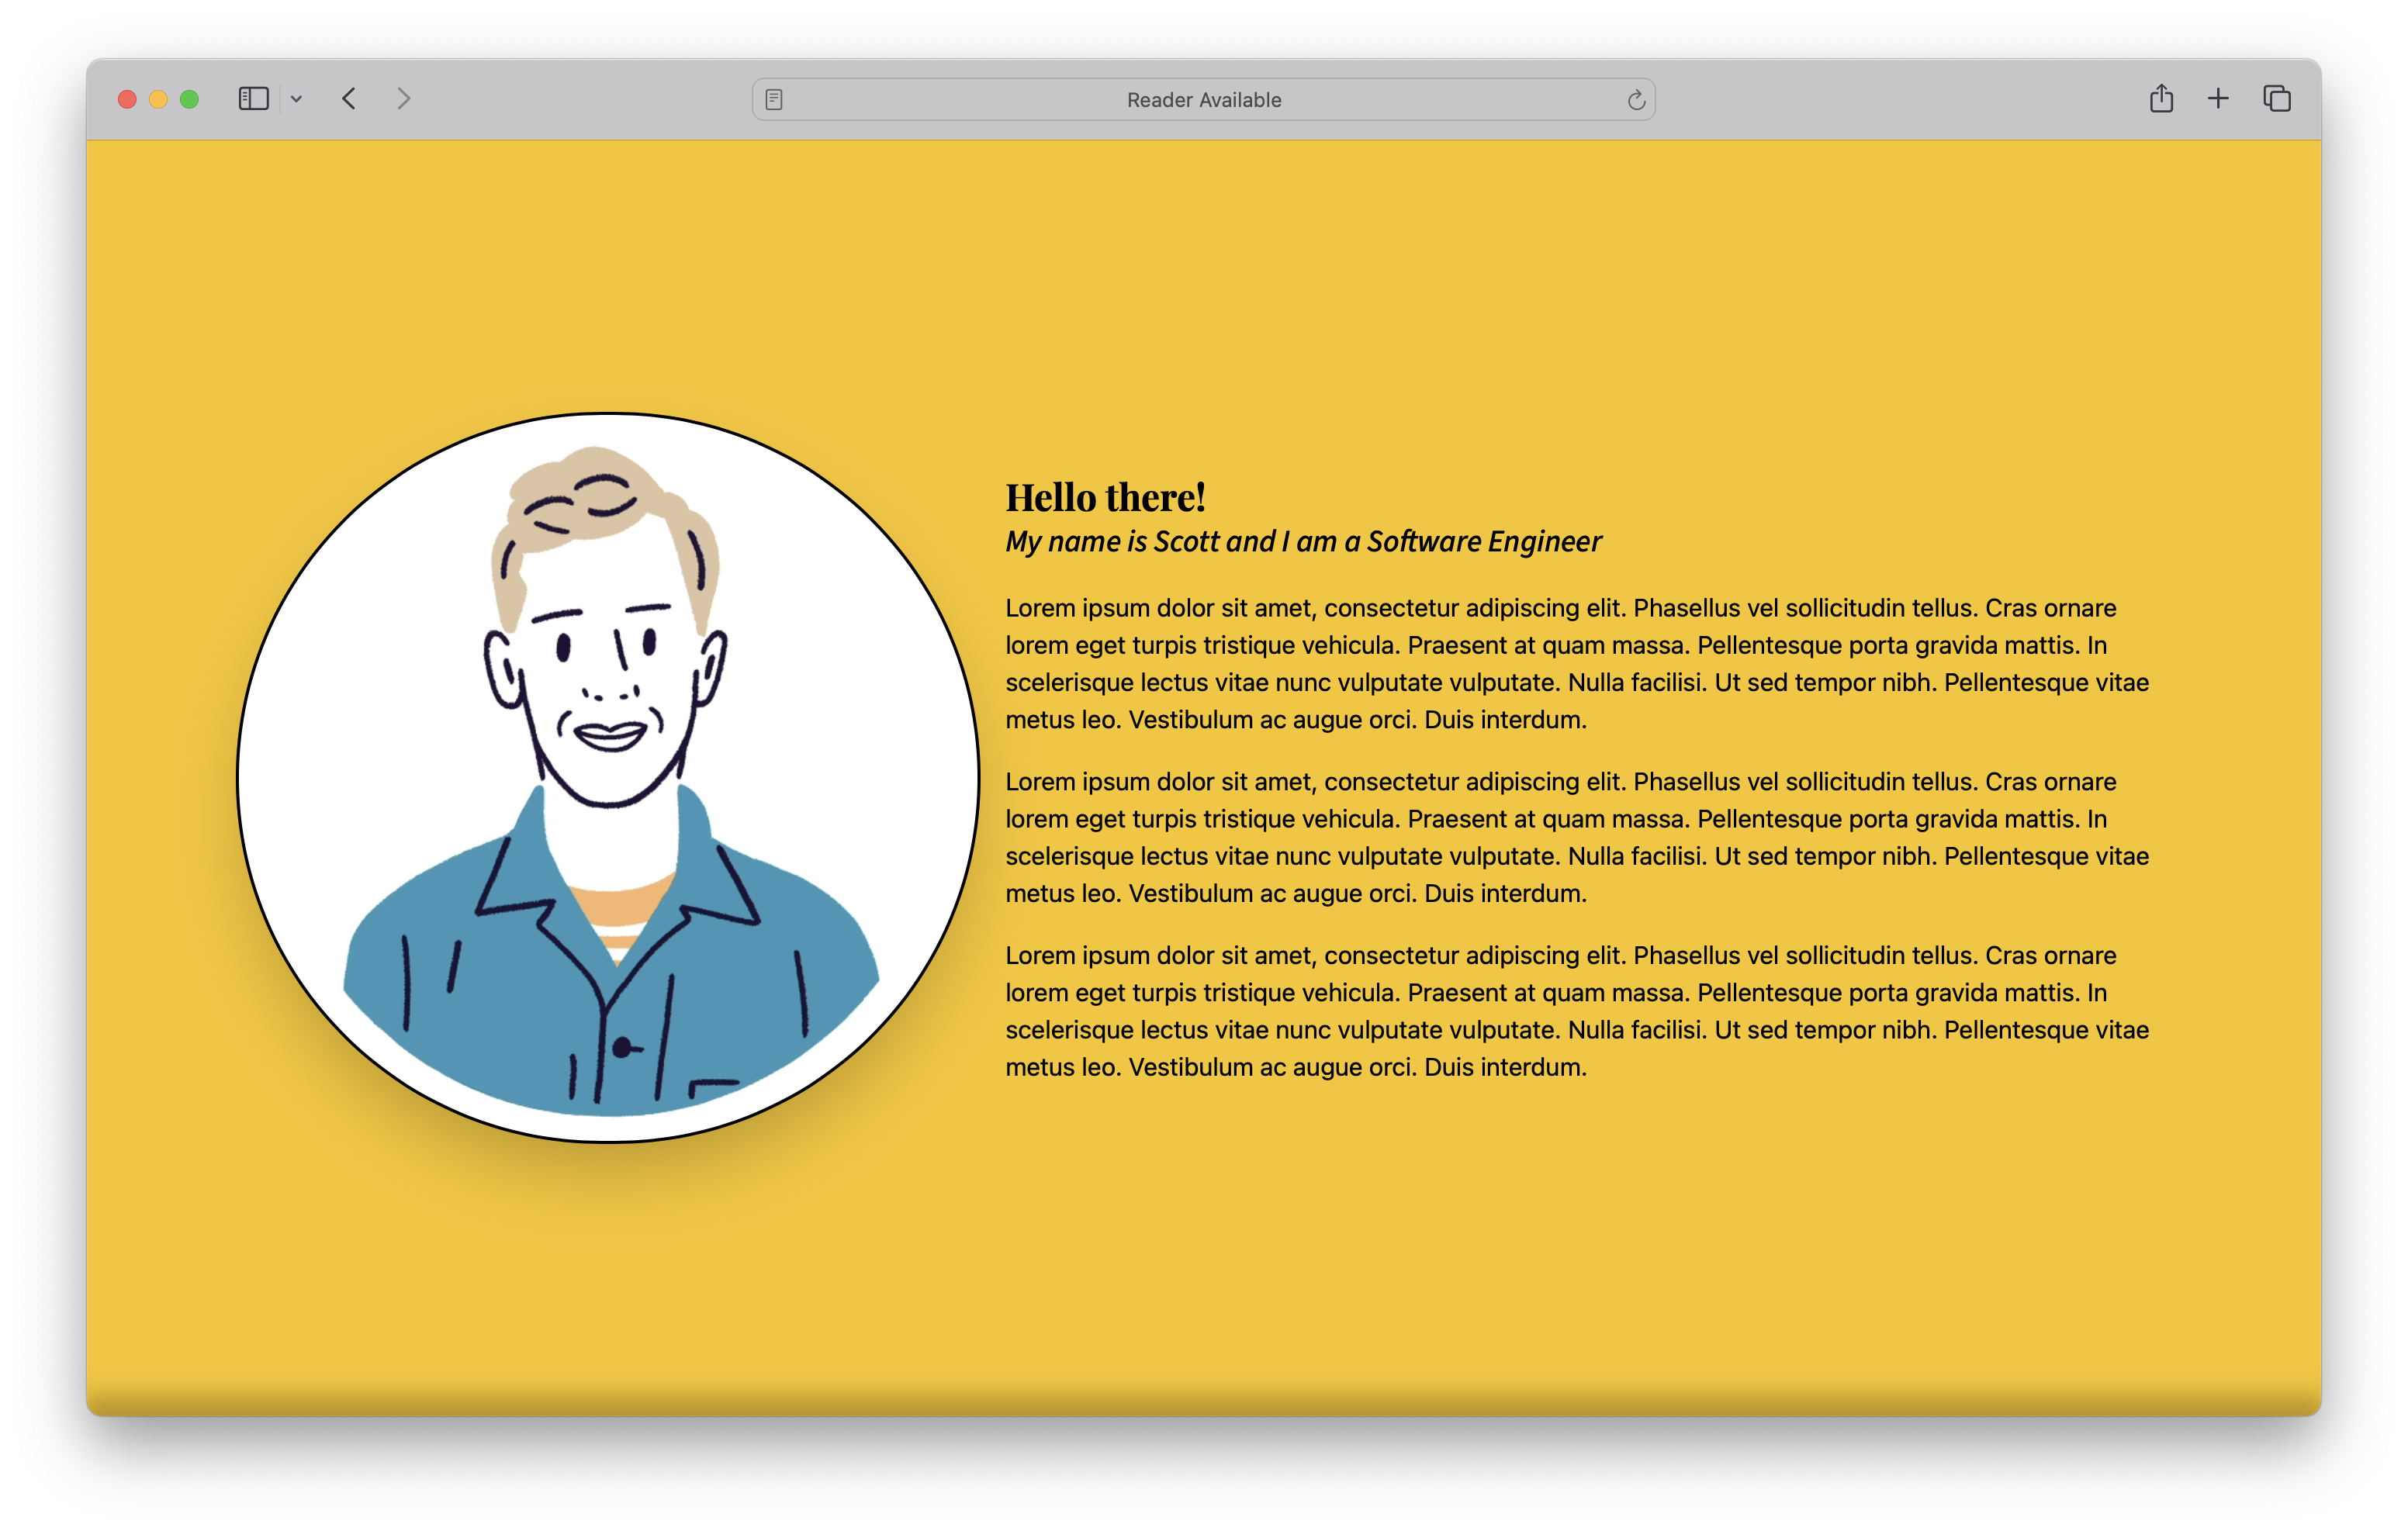 Reader Available
Hello there!
My name is Scott and I am a Software Engineer
Lorem ipsum dolor sit amet, consectetur adipiscing elit. Phasellus vel sollicitudin tellus. Cras ornare
lorem eget turpis tristique vehicula. Praesent at quam massa. Pellentesque porta gravida mattis. In
scelerisque lectus vitae nunc vulputate vulputate. Nulla facilisi. Ut sed tempor nibh. Pellentesque vitae
metus leo. Vestibulum ac augue orci. Duis interdum.
Lorem ipsum dolor sit amet, consectetur adipiscing elit. Phasellus vel sollicitudin tellus. Cras ornare
lorem eget turpis tristique vehicula. Praesent at quam massa. Pellentesque porta gravida mattis. In
scelerisque lectus vitae nunc vulputate vulputate. Nulla facilisi. Ut sed tempor nibh. Pellentesque vitae
metus leo. Vestibulum ac augue orci. Duis interdum.
Lorem ipsum dolor sit amet, consectetur adipiscing elit. Phasellus vel sollicitudin tellus. Cras ornare
lorem eget turpis tristique vehicula. Praesent at quam massa. Pellentesque porta gravida mattis. In
scelerisque lectus vitae nunc vulputate vulputate. Nulla facilisi. Ut sed tempor nibh. Pellentesque vitae
metus leo. Vestibulum ac augue orci. Duis interdum.